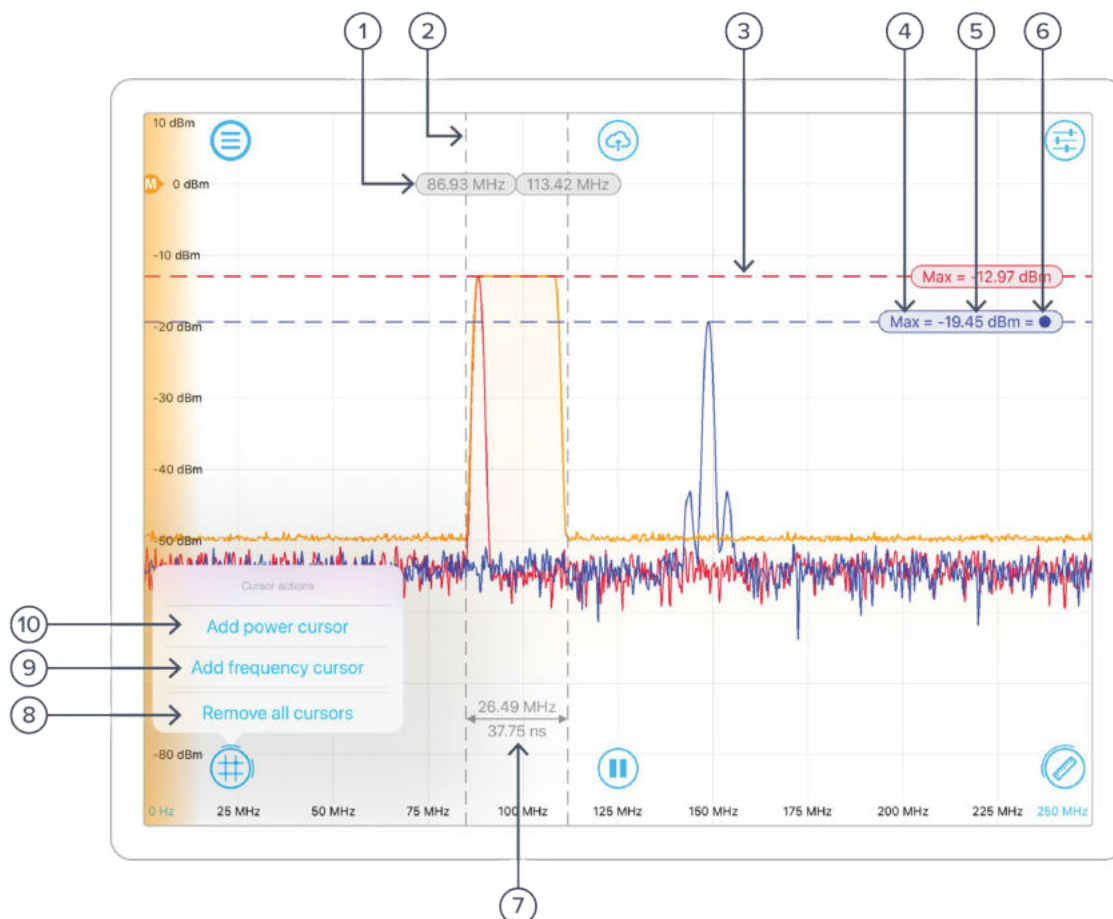 1 2 3 4 5 6
10 dBm
86.93 MHz 113.42 MHz
M 0 dBm
-10 dBm
Max = -12.97 dBm
-20 dBm
Max = -19.45 dBm =
-30 dBm
-40 dBm
-50 dBm
Cursor actions
10 Add power cursor
9 Add frequency cursor
8 Remove all cursors
26.49 MHz
37.75 ns
-80 dBm
0 Hz 25 MHz 50 MHz 75 MHz 100 MHz 125 MHz 150 MHz 175 MHz 200 MHz 225 MHz 250 MHz
7